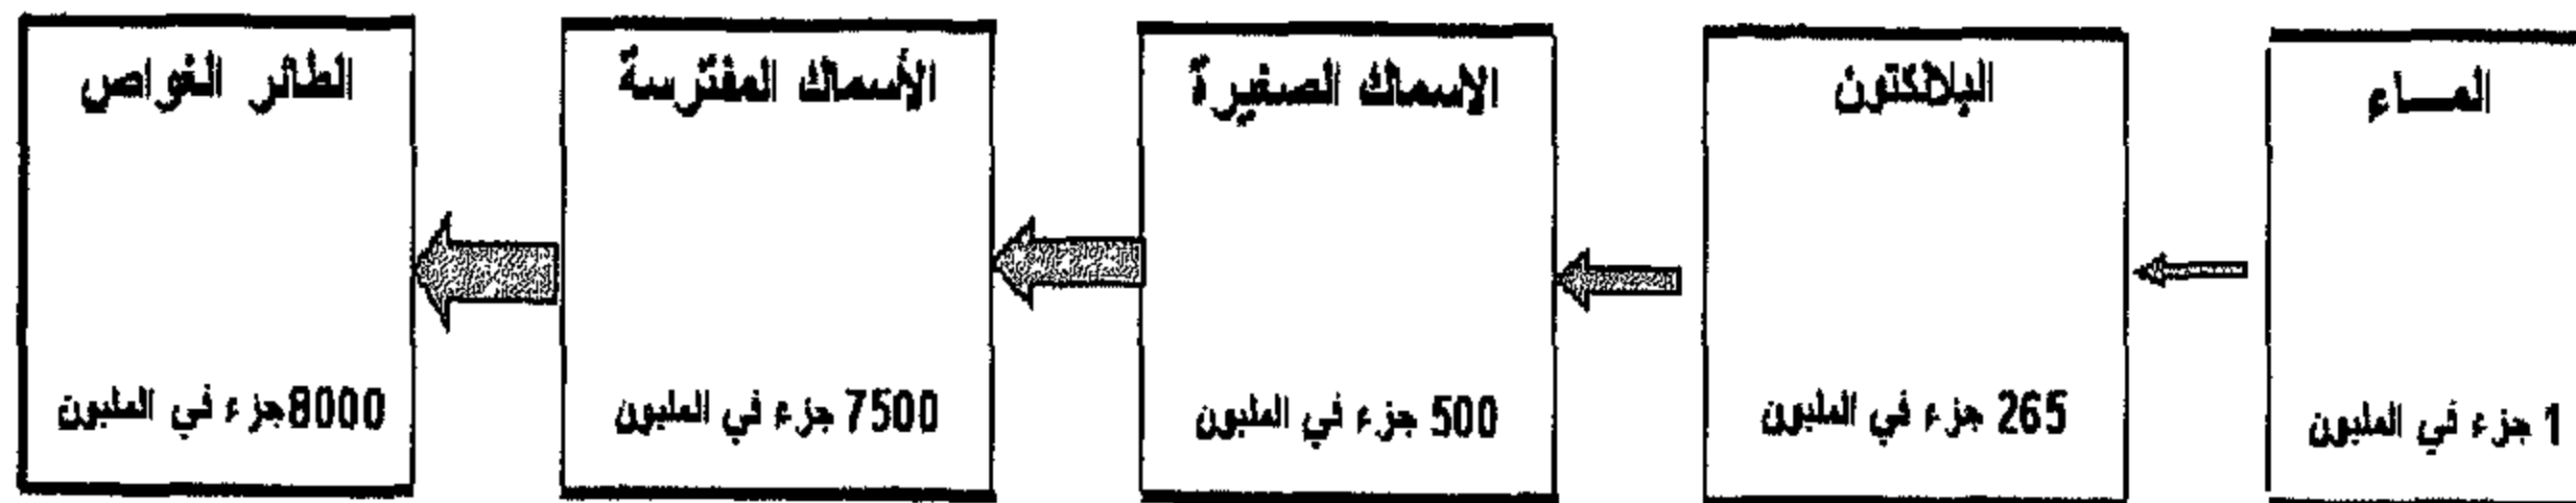 الماء
1 جزء في المليون
البلانكتون
265 جزء في المليون
الاسماك الصغيرة
500 جزء في المليون
الأسماك المفترسة
7500 جزء في المليون
الطائر الغواص
8000جزء في المليون